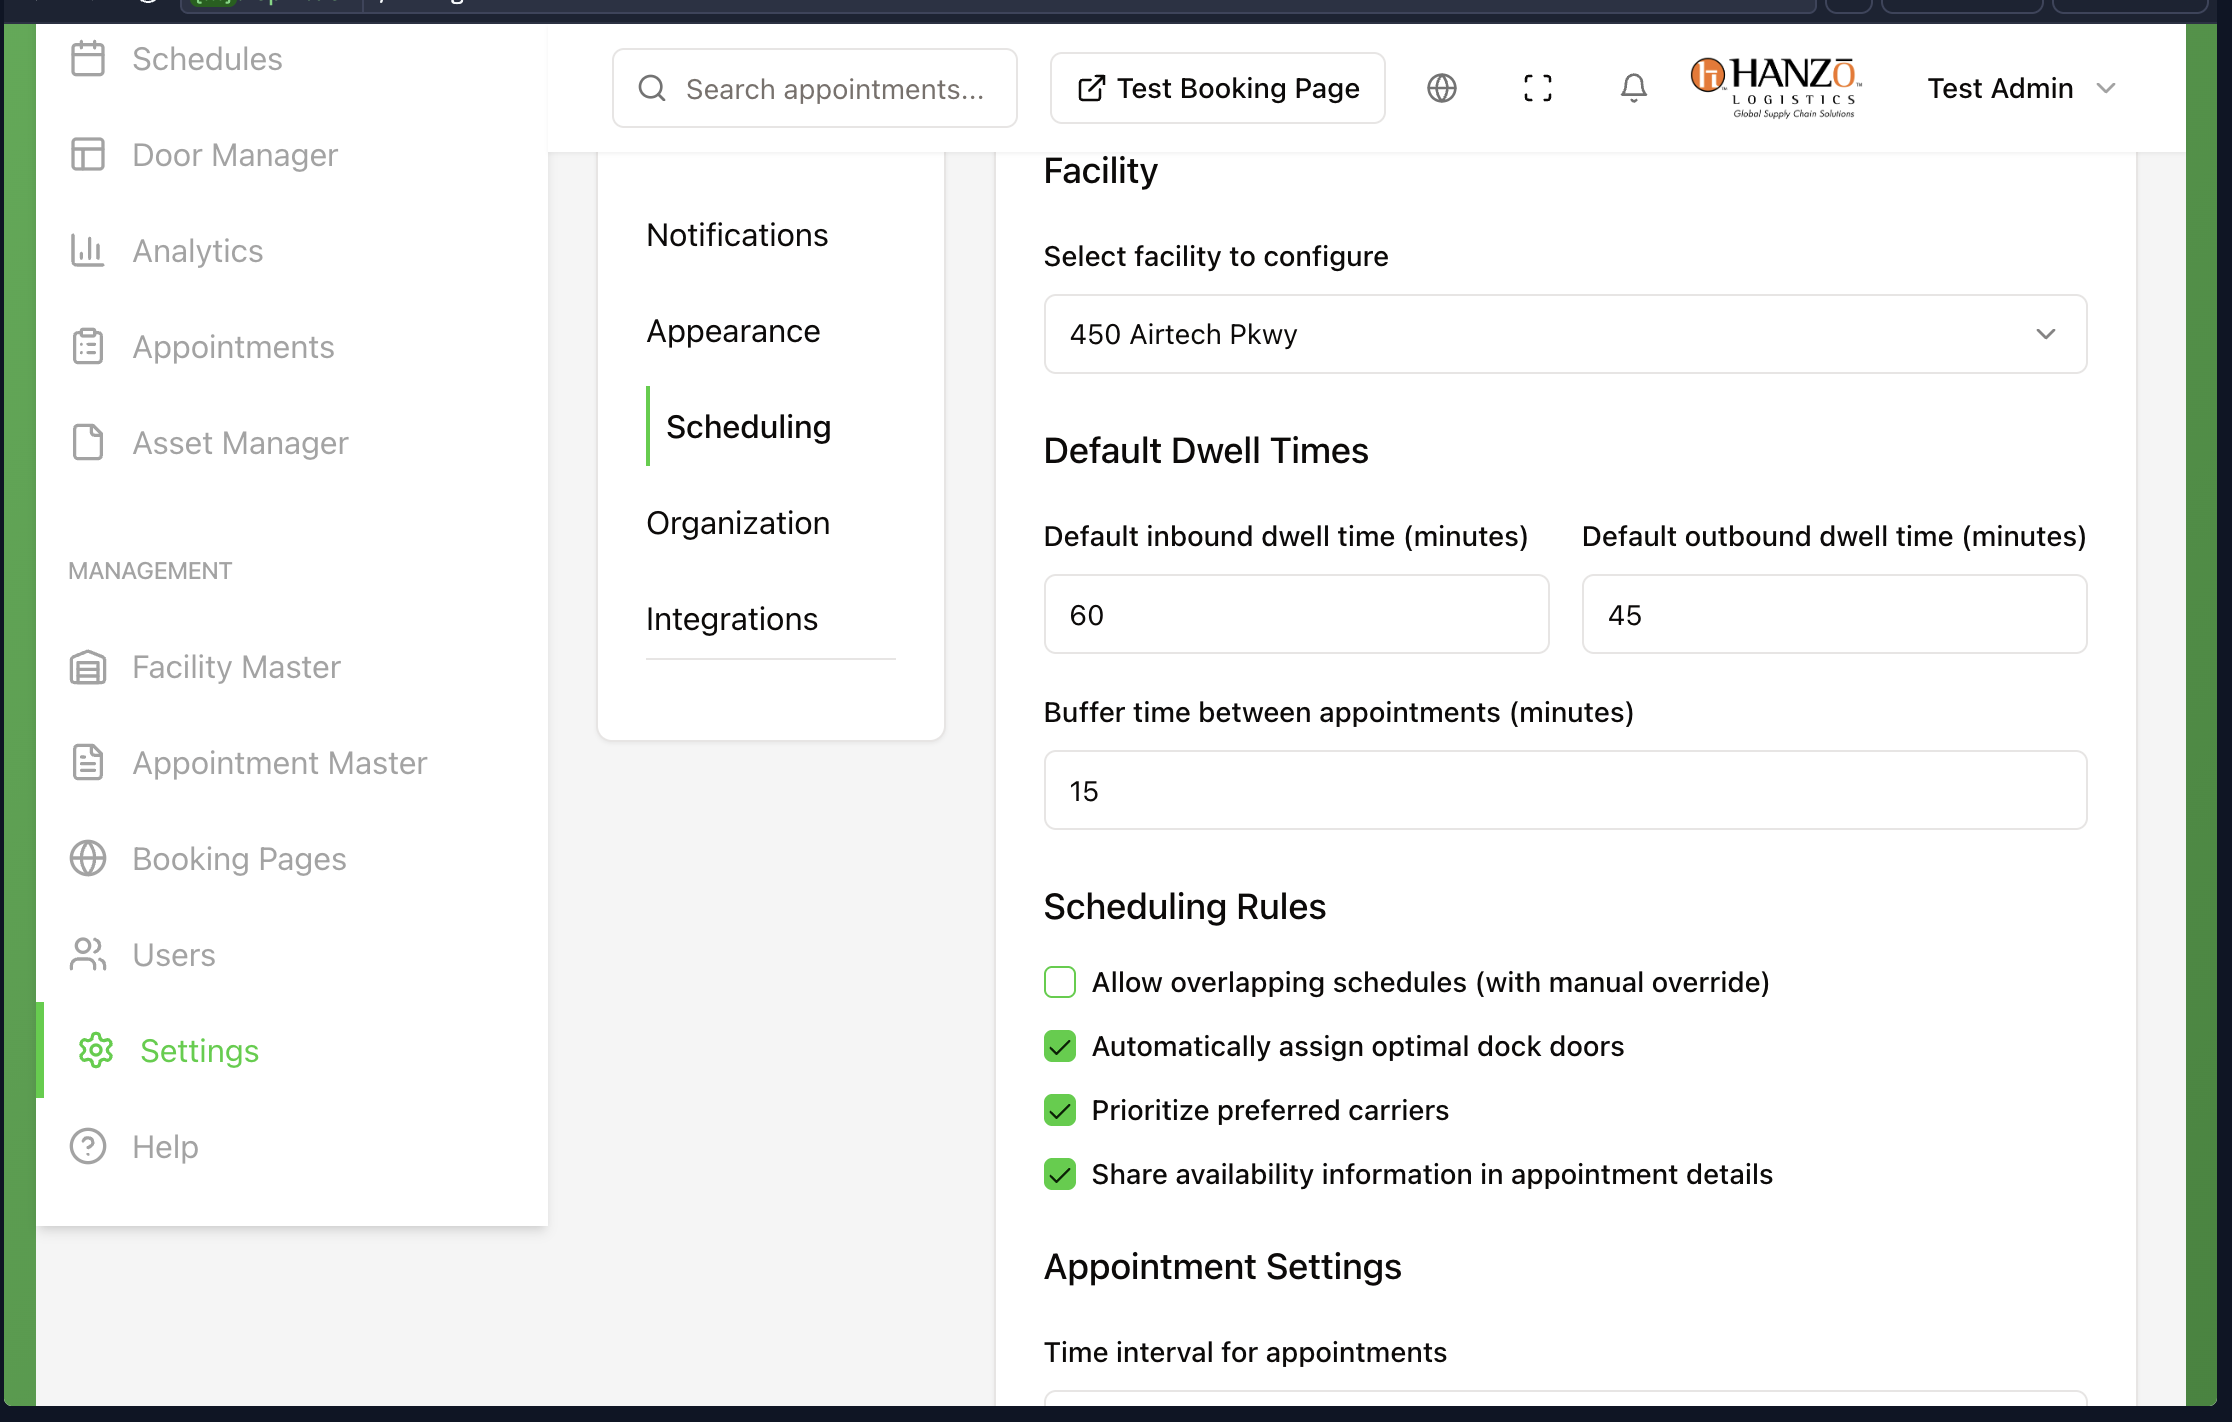 Schedules
Door Manager
Analytics
Appointments
Asset Manager
MANAGEMENT
Facility Master
Appointment Master
Booking Pages
Users
Settings
Help
Search appointments...
Test Booking Page
HANZŌ
LOGISTICS
Global Supply Chain Solutions
Test Admin
Notifications
Appearance
Scheduling
Organization
Integrations
Facility
Select facility to configure
450 Airtech Pkwy
Default Dwell Times
Default inbound dwell time (minutes)
60
Default outbound dwell time (minutes)
45
Buffer time between appointments (minutes)
15
Scheduling Rules
Allow overlapping schedules (with manual override)
Automatically assign optimal dock doors
Prioritize preferred carriers
Share availability information in appointment details
Appointment Settings
Time interval for appointments